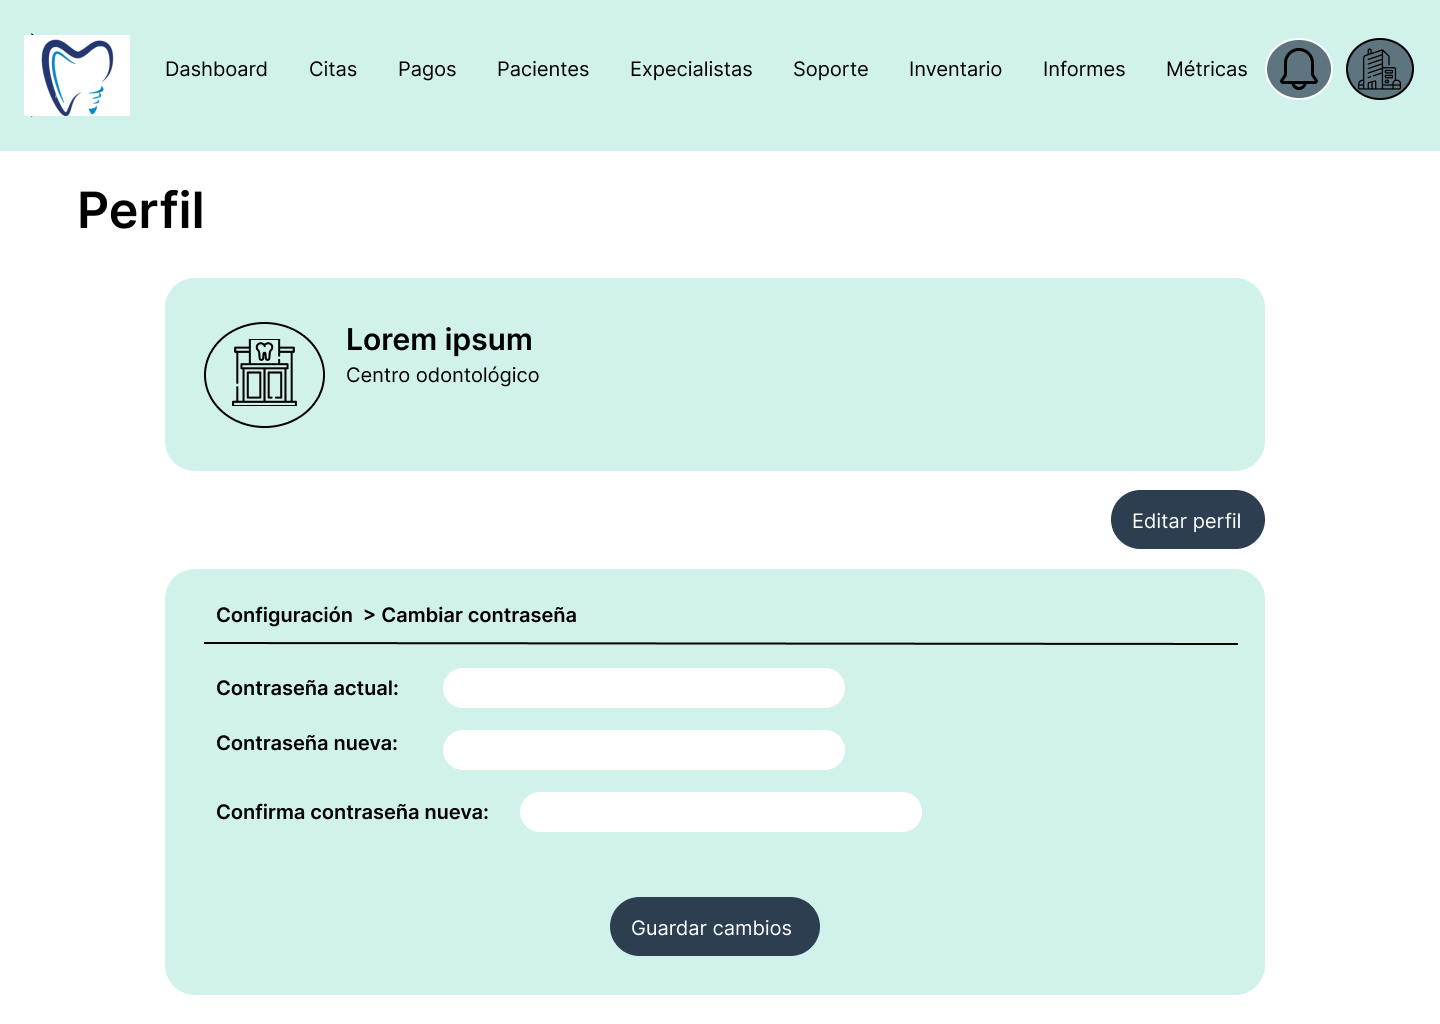 Dashboard Citas Pagos Pacientes Expecialistas Soporte Inventario Informes Métricas
Perfil
Lorem ipsum
Centro odontológico
Editar perfil
Configuración > Cambiar contraseña
Contraseña actual:
Contraseña nueva:
Confirma contraseña nueva:
Guardar cambios